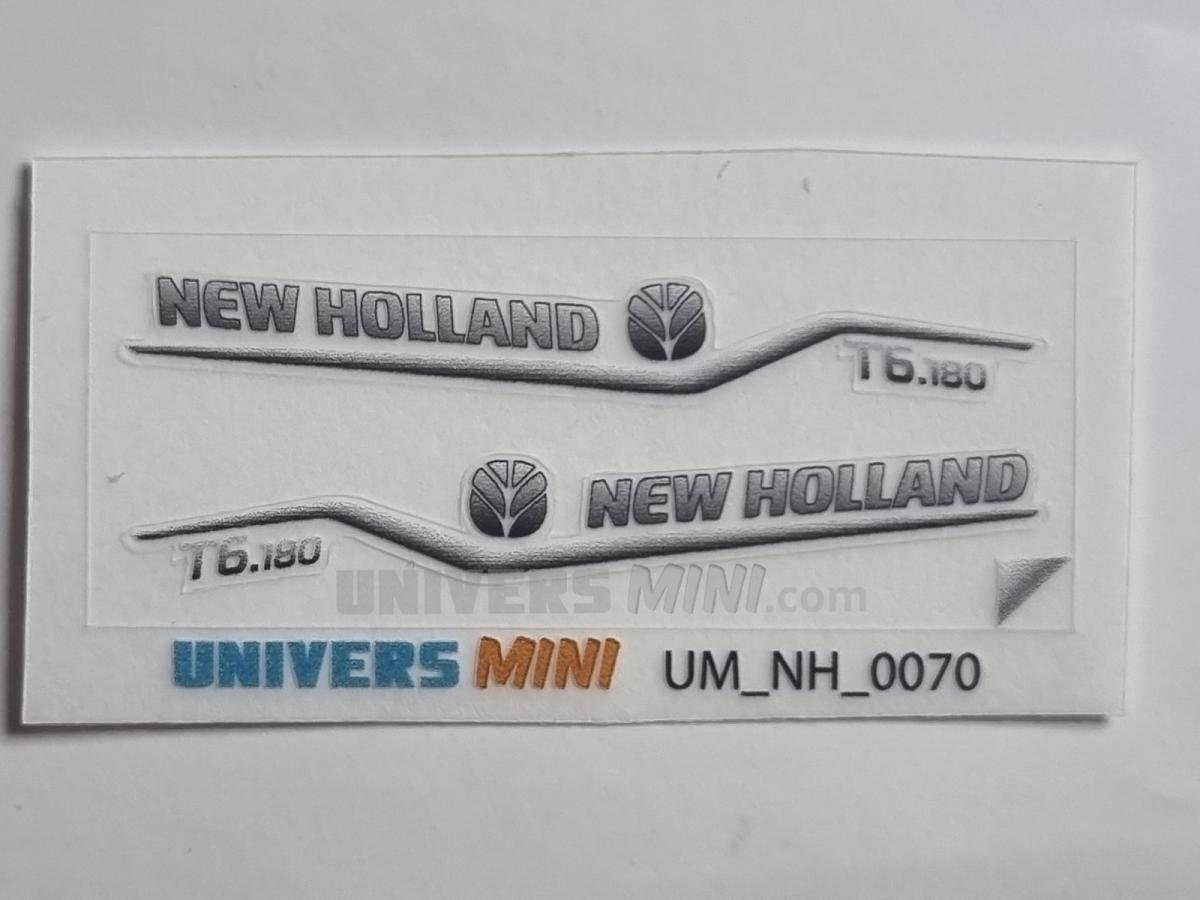 NEW HOLLAND
T6.180
NEW HOLLAND
T6.180
UNIVERS MINI.com
UNIVERS MINI UM_NH_0070